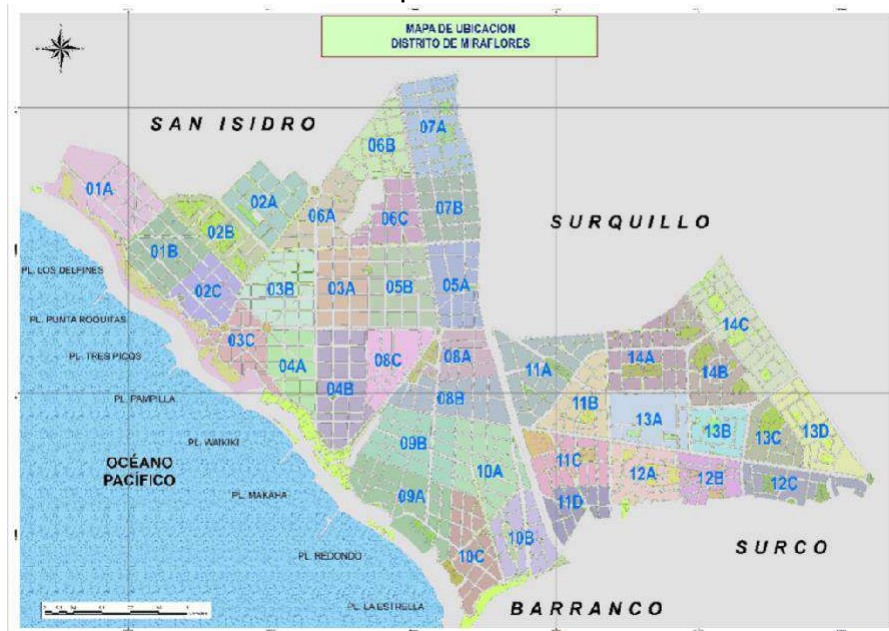 MAPA DE UBICACION
DISTRITO DE MIRAFLORES
SAN ISIDRO
07A
06B
01A
02A
06A
06C
07B
02B
SURQUILLO
01B
PL. LOS DELFINES
02C
03B
03A
05B
05A
14C
PL. PUNTA ROQUITAS
03C
PL. TRES PICOS
04A
04B
08C
08A
11A
14A
14B
PL. PAMPILLA
08B
11B
13A
13B
13C
13D
PL. WAIKIKI
09B
OCÉANO
PACÍFICO
10A
11C
12A
12B
12C
PL. MAKAHA
09A
11D
10B
10C
PL. REDONDO
SURCO
PL. LA ESTRELLA
BARRANCO